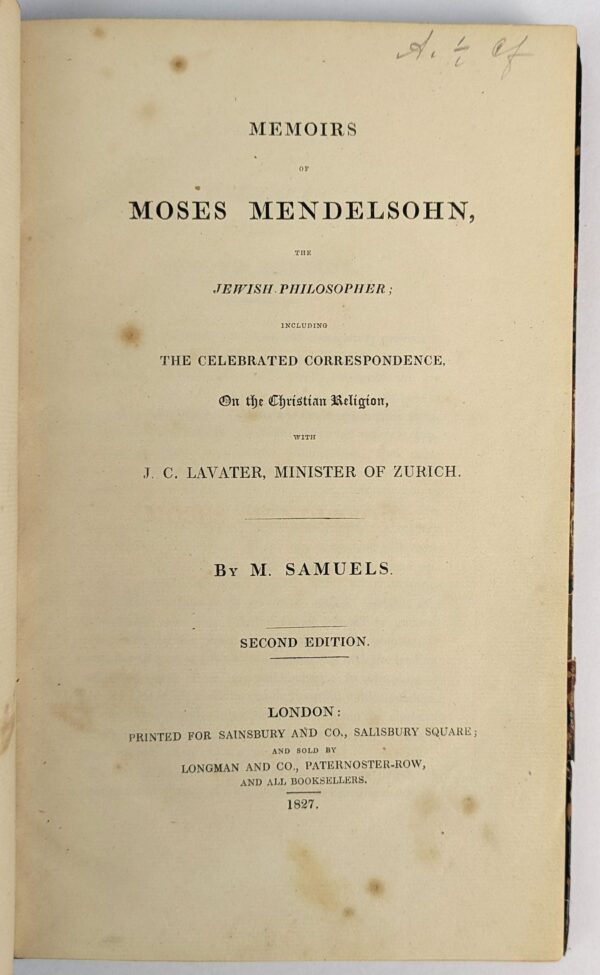 MEMOIRS
OF
MOSES MENDELSOHN,
THE
JEWISH PHILOSOPHER;
INCLUDING
THE CELEBRATED CORRESPONDENCE,
On the Christian Religion,
WITH
J. C. LAVATER, MINISTER OF ZURICH.
BY M. SAMUELS.
SECOND EDITION.
LONDON:
PRINTED FOR SAINSBURY AND CO., SALISBURY SQUARE;
AND SOLD BY
LONGMAN AND CO., PATERNOSTER-ROW,
AND ALL BOOKSELLERS.
1827.